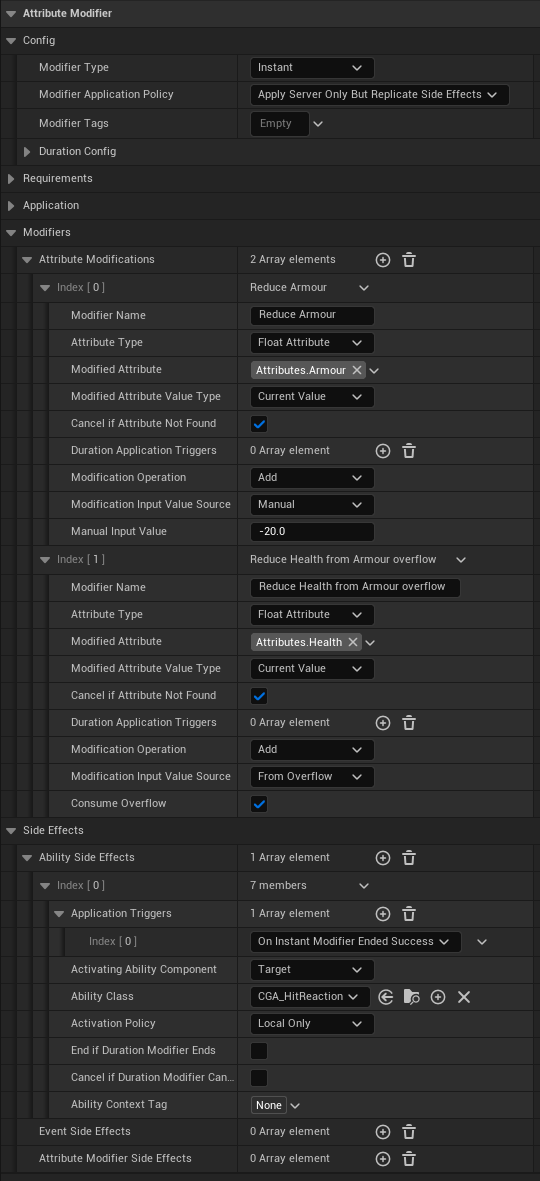 Attribute Modifier
Config
Modifier Type Instant
Modifier Application Policy Apply Server Only But Replicate Side Effects
Modifier Tags Empty
Duration Config
Requirements
Application
Modifiers
Attribute Modifications 2 Array elements
Index [ 0 ] Reduce Armour
Modifier Name Reduce Armour
Attribute Type Float Attribute
Modified Attribute Attributes.Armour
Modified Attribute Value Type Current Value
Cancel if Attribute Not Found
Duration Application Triggers 0 Array element
Modification Operation Add
Modification Input Value Source Manual
Manual Input Value -20.0
Index [ 1 ] Reduce Health from Armour overflow
Modifier Name Reduce Health from Armour overflow
Attribute Type Float Attribute
Modified Attribute Attributes.Health
Modified Attribute Value Type Current Value
Cancel if Attribute Not Found
Duration Application Triggers 0 Array element
Modification Operation Add
Modification Input Value Source From Overflow
Consume Overflow
Side Effects
Ability Side Effects 1 Array element
Index [ 0 ] 7 members
Application Triggers 1 Array element
Index [ 0 ] On Instant Modifier Ended Success
Activating Ability Component Target
Ability Class CGA_HitReaction
Activation Policy Local Only
End if Duration Modifier Ends
Cancel if Duration Modifier Can...
Ability Context Tag None
Event Side Effects 0 Array element
Attribute Modifier Side Effects 0 Array element